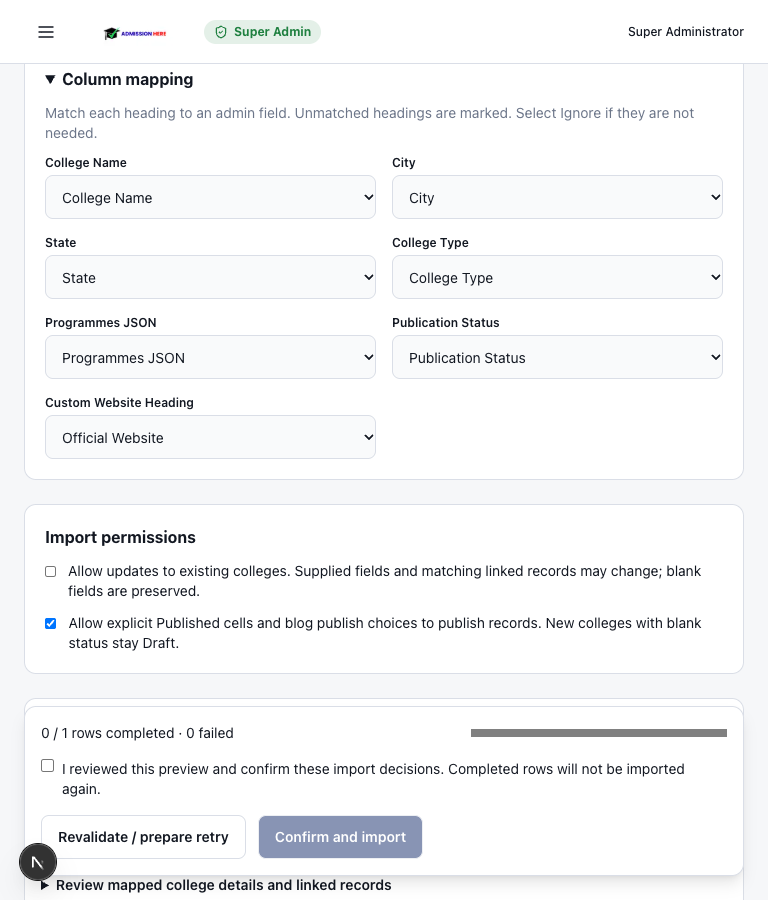 ADMISSION HERE
Super Admin
Super Administrator
Column mapping
Match each heading to an admin field. Unmatched headings are marked. Select Ignore if they are not
needed.
College Name
City
College Name
City
State
College Type
State
College Type
Programmes JSON
Publication Status
Programmes JSON
Publication Status
Custom Website Heading
Official Website
Import permissions
Allow updates to existing colleges. Supplied fields and matching linked records may change; blank
fields are preserved.
Allow explicit Published cells and blog publish choices to publish records. New colleges with blank
status stay Draft.
0 / 1 rows completed · 0 failed
I reviewed this preview and confirm these import decisions. Completed rows will not be imported
again.
Revalidate / prepare retry
Confirm and import
N
Review mapped college details and linked records